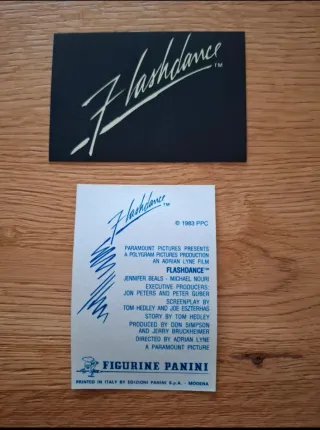 Flashdance™
Flashdance™
© 1983 PPC
PARAMOUNT PICTURES PRESENTS
A POLYGRAM PICTURES PRODUCTION
AN ADRIAN LYNE FILM
FLASHDANCE™
JENNIFER BEALS - MICHAEL NOURI
EXECUTIVE PRODUCERS:
JON PETERS AND PETER GUBER
SCREENPLAY BY
TOM HEDLEY AND JOE ESZTERHAS
STORY BY TOM HEDLEY
PRODUCED BY DON SIMPSON
AND JERRY BRUCKHEIMER
DIRECTED BY ADRIAN LYNE
A PARAMOUNT PICTURE
FIGURINE PANINI
PRINTED IN ITALY BY EDIZIONI PANINI S.p.A. - MODENA